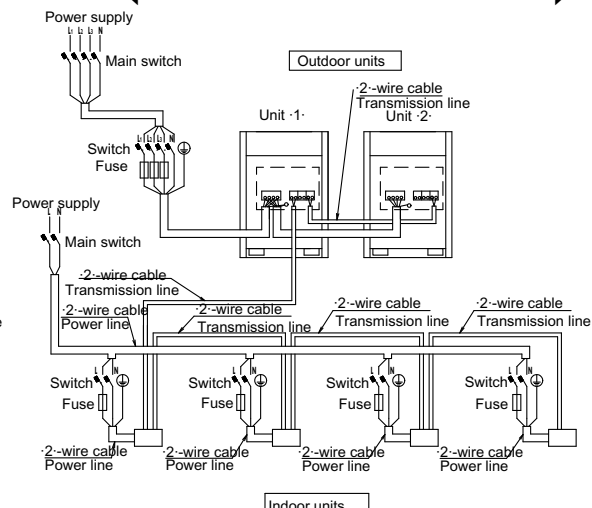 Power supply
L₁ L₂ L₃ N
Main switch
Outdoor units
·2·-wire cable
Transmission line
Unit ·1·
Unit ·2·
L₁ L₂ L₃ N
Switch
Fuse
Power supply
L N
Main switch
·2·-wire cable
Transmission line
·2·-wire cable
Power line
·2·-wire cable
Transmission line
·2·-wire cable
Transmission line
·2·-wire cable
Transmission line
L N
Switch
Fuse
L N
Switch
Fuse
L N
Switch
Fuse
L N
Switch
Fuse
·2·-wire cable
Power line
·2·-wire cable
Power line
·2·-wire cable
Power line
·2·-wire cable
Power line
Indoor units